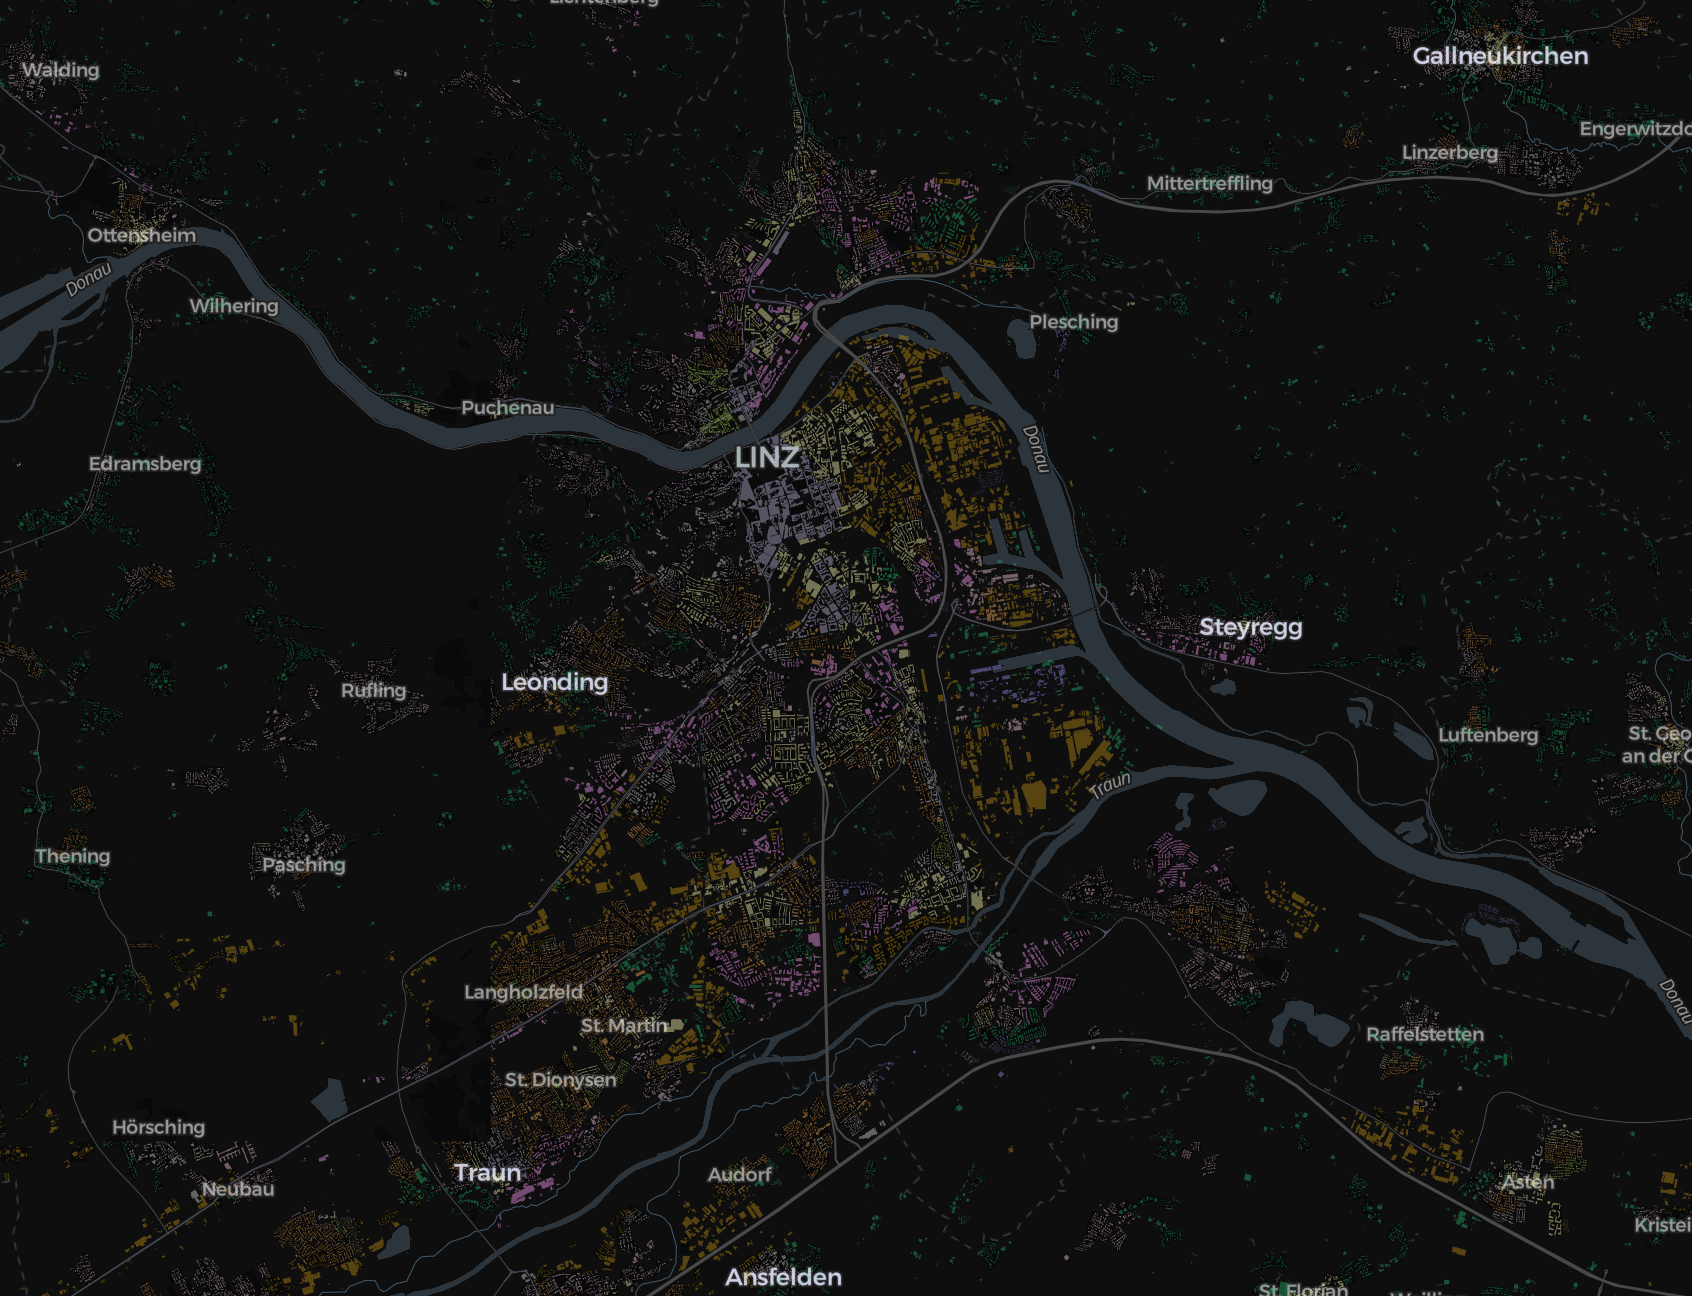 Lichtenberg
Gallneukirchen
Walding
Linzerberg
Mittertreffling
Ottensheim
Donau
Wilhering
Plesching
Puchenau
Donau
LINZ
Edramsberg
Steyregg
Leonding
Rufling
Luftenberg
St. Geo
an der G
Traun
Thening
Pasching
Langholzfeld
Donau
St. Martin
Raffelstetten
St. Dionysen
Hörsching
Traun
Audorf
Asten
Neubau
Kristei
Ansfelden
St. Florian